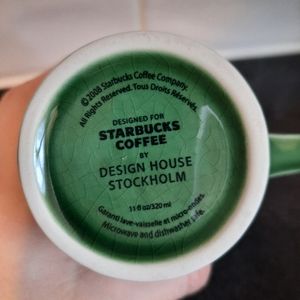 ©2008 Starbucks Coffee Company.
All Rights Reserved. Tous Droits Réservés.
DESIGNED FOR
STARBUCKS
COFFEE
BY
DESIGN HOUSE
STOCKHOLM
11 fl oz/320 ml
Garanti lave-vaisselle et micro-ondes.
Microwave and dishwasher safe.